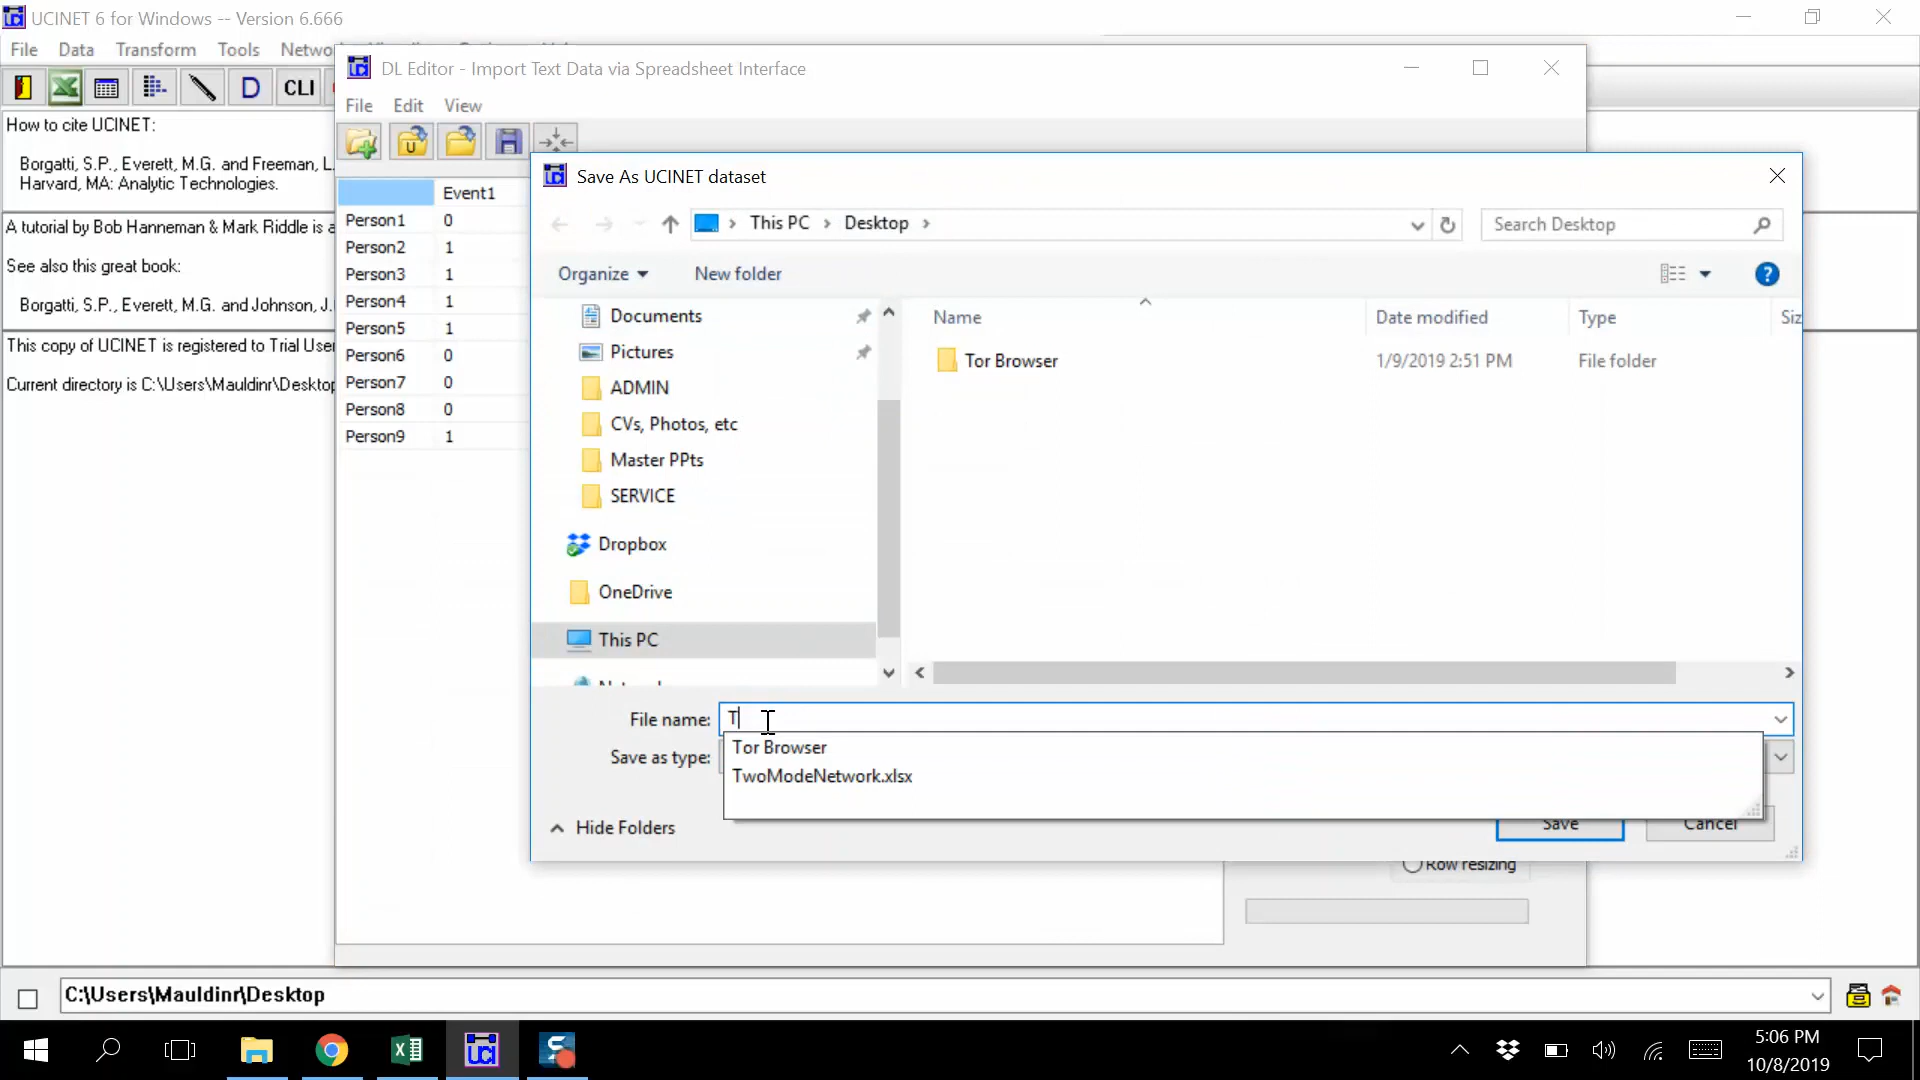 UCINET 6 for Windows -- Version 6.666
File Data Transform Tools
CLI
How to cite UCINET:
Borgatti, S.P., Everett, M.G. and Freeman, L.
Harvard, MA: Analytic Technologies.
A tutorial by Bob Hanneman & Mark Riddle is a
See also this great book:
Borgatti, S.P., Everett, M.G. and Johnson, J.
This copy of UCINET is registered to Trial User
Current directory is C:\Users\Mauldinr\Desktop
DL Editor - Import Text Data via Spreadsheet Interface
File Edit View
Event1
Person1 0
Person2 1
Person3 1
Person4 1
Person5 1
Person6 0
Person7 0
Person8 0
Person9 1
Save As UCINET dataset
This PC > Desktop >
Search Desktop
Organize New folder
Documents
Pictures
ADMIN
CVs, Photos, etc
Master PPts
SERVICE
Dropbox
OneDrive
This PC
Name Date modified Type Siz
Tor Browser 1/9/2019 2:51 PM File folder
File name: T
Tor Browser
TwoModeNetwork.xlsx
Save as type:
Hide Folders
Save Cancel
Row resizing
C:\Users\Mauldinr\Desktop
5:06 PM
10/8/2019